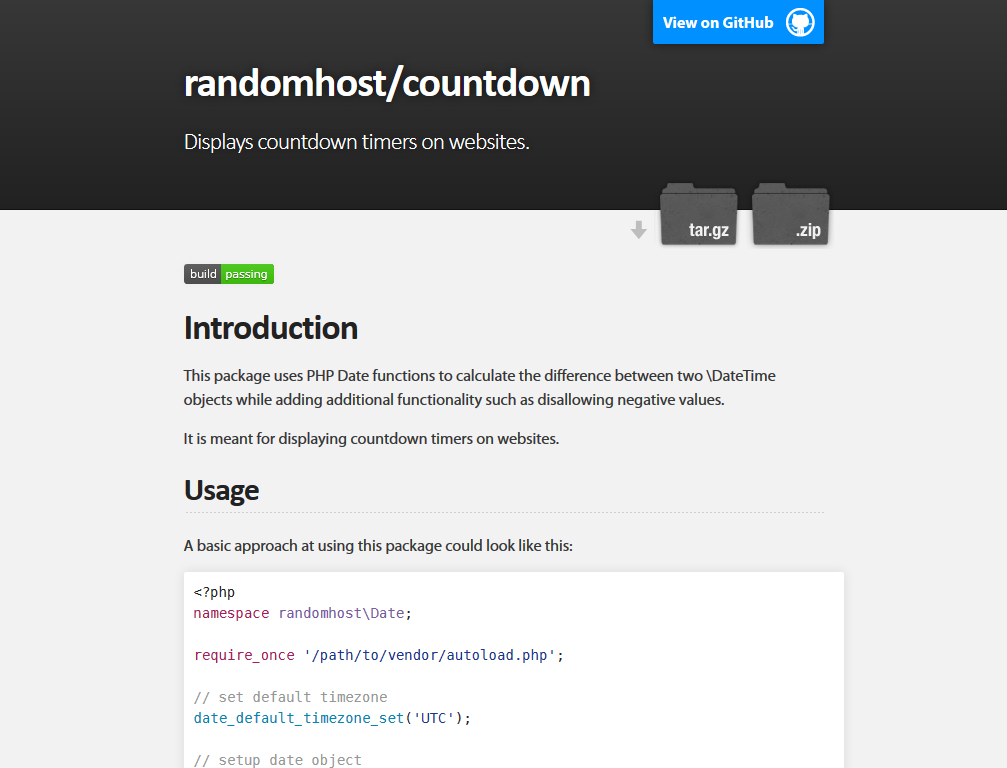 View on GitHub
randomhost/countdown
Displays countdown timers on websites.
tar.gz
.zip
build passing
Introduction
This package uses PHP Date functions to calculate the difference between two \DateTime
objects while adding additional functionality such as disallowing negative values.
It is meant for displaying countdown timers on websites.
Usage
A basic approach at using this package could look like this:
<?php
namespace randomhost\Date;
require_once '/path/to/vendor/autoload.php';
// set default timezone
date_default_timezone_set('UTC');
// setup date object